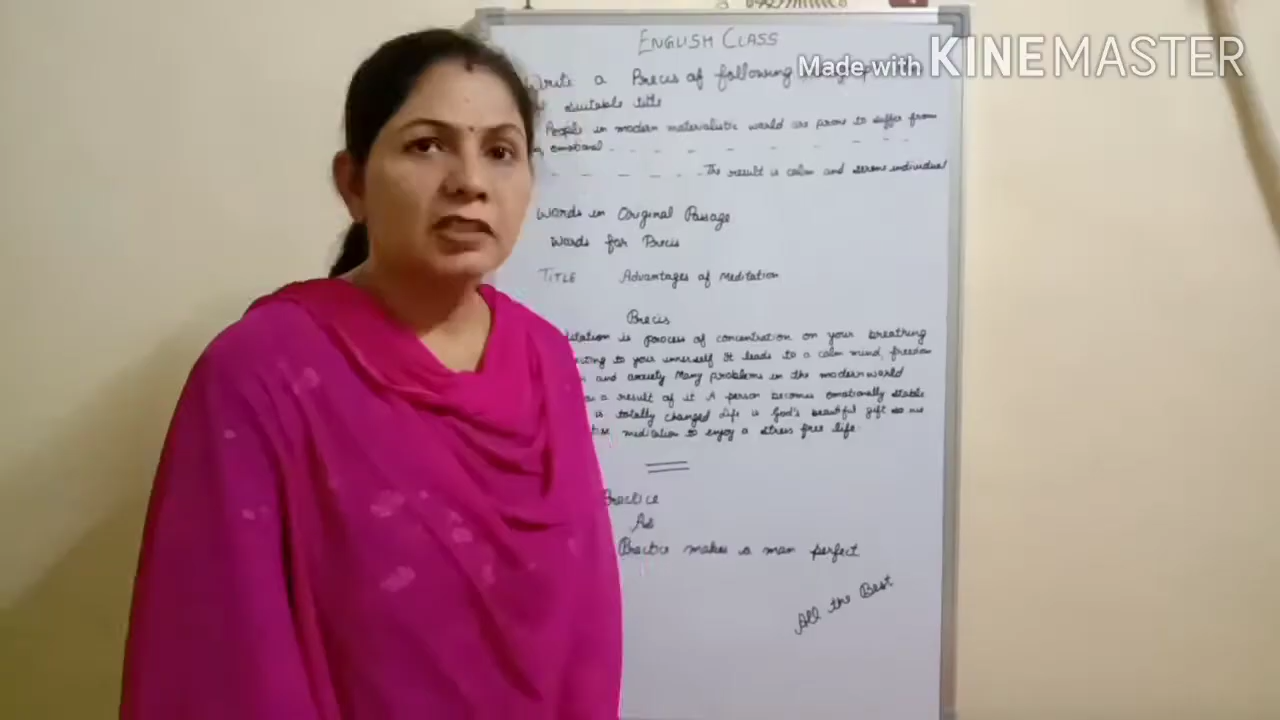 ENGLISH CLASS
Made with KINEMASTER
Write a Precis of following
suitable title
People in modern materialistic world are prone to suffer from
emotional
The result is calm and strong individual
Words in Original Passage
Words for Precis
TITLE Advantages of Meditation
Precis
is process of concentration on your breathing
to your innerself It leads to a calm mind, freedom
and anxiety Many problems in the modern world
as a result of it A person becomes emotionally stable
is totally changed Life is God's beautiful gift so we
meditation to enjoy a stress free life.
Practice
As
Practice makes a man perfect
All the Best